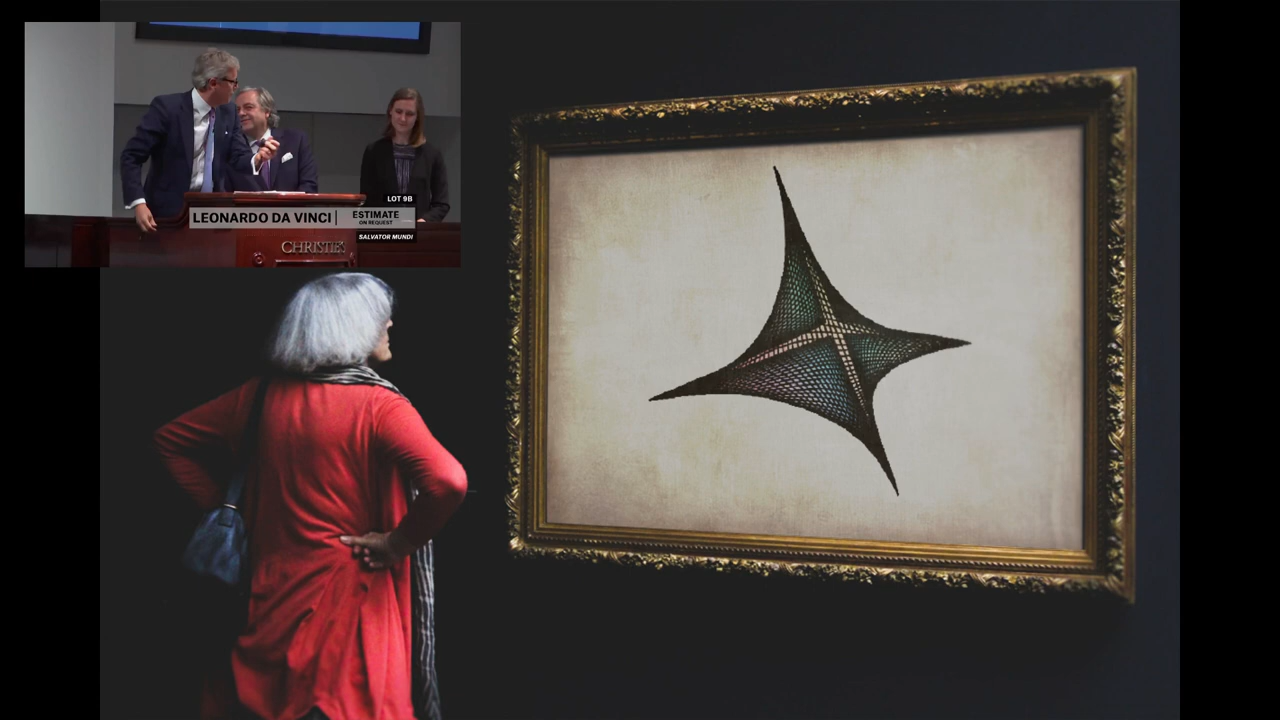 LOT 9B
LEONARDO DA VINCI
ESTIMATE
ON REQUEST
SALVATOR MUNDI
CHRISTIE'S